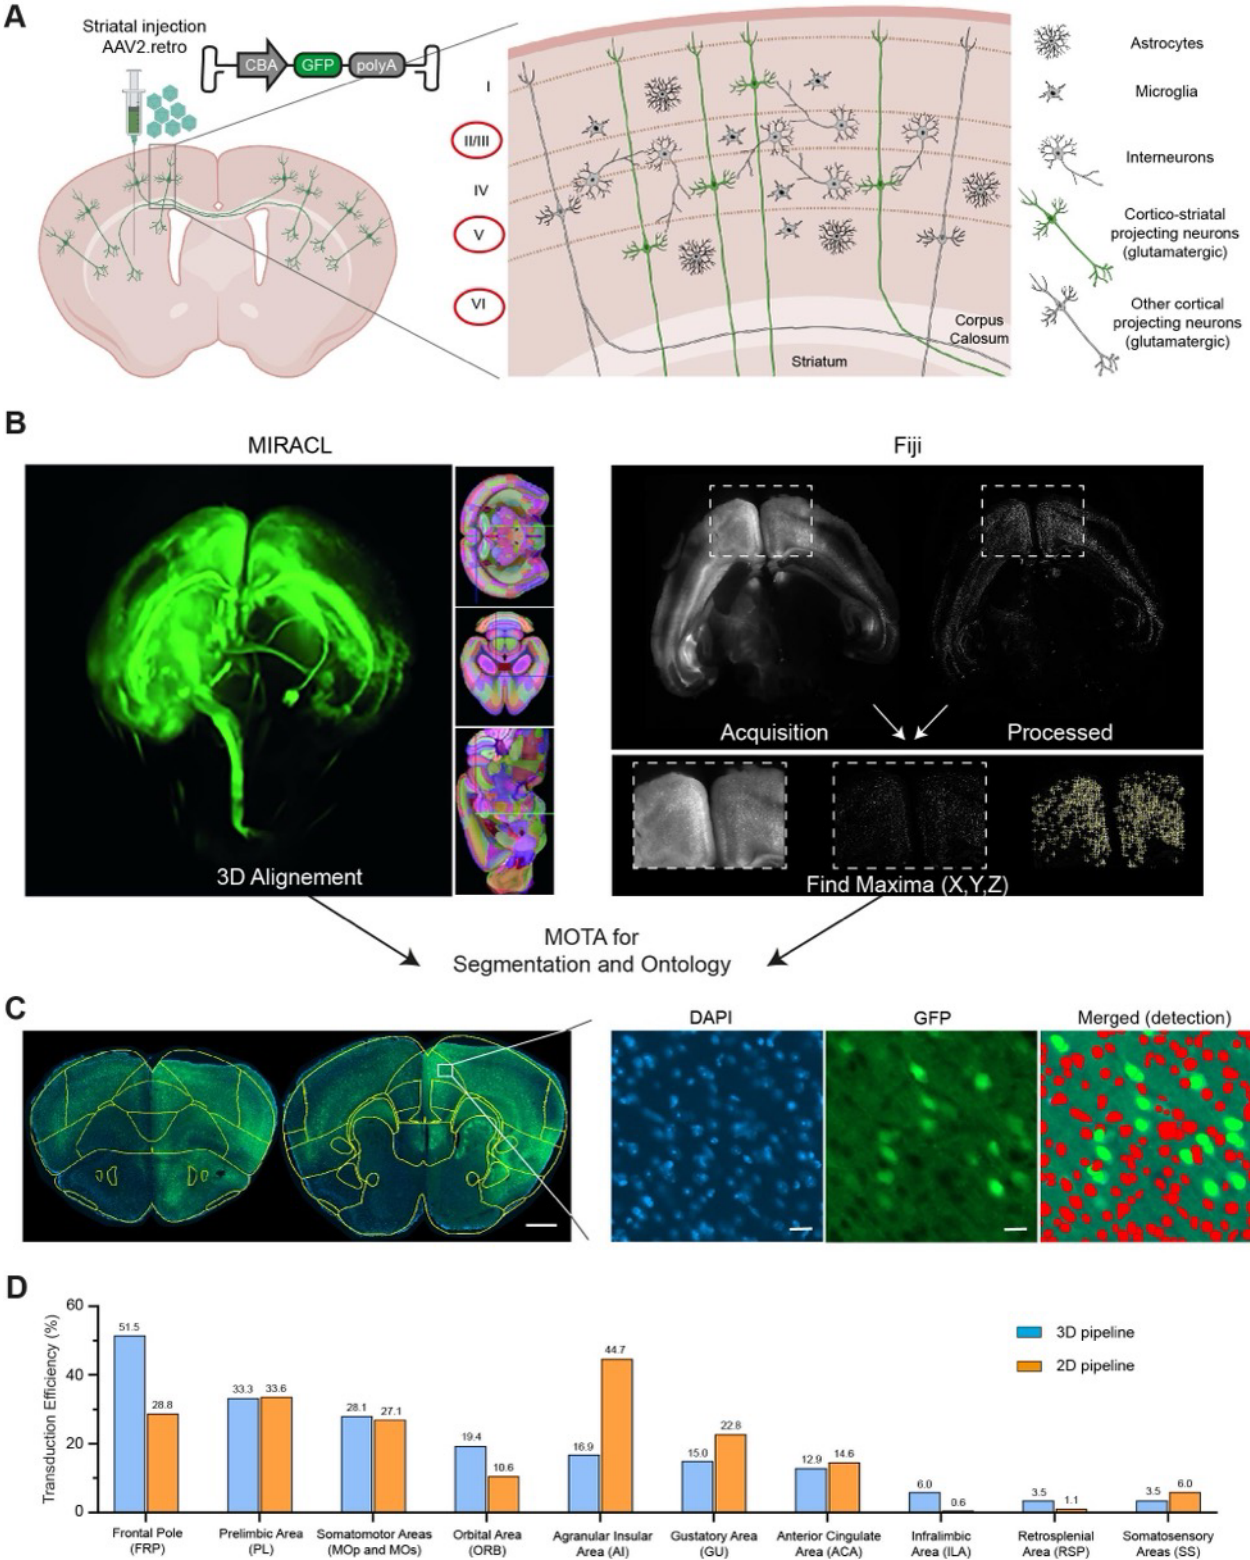 A
Striatal injection
AAV2.retro
CBA
GFP
polyA
I
II/III
IV
V
VI
Corpus
Calosum
Striatum
Astrocytes
Microglia
Interneurons
Cortico-striatal
projecting neurons
(glutamatergic)
Other cortical
projecting neurons
(glutamatergic)
B
MIRACL
Fiji
3D Alignement
Acquisition
Processed
Find Maxima (X,Y,Z)
MOTA for
Segmentation and Ontology
C
DAPI
GFP
Merged (detection)
D
Transduction Efficiency (%)
60
40
20
0
51.5
28.8
33.3
33.6
28.1
27.1
19.4
10.6
16.9
44.7
15.0
22.8
12.9
14.6
6.0
0.6
3.5
1.1
3.5
6.0
3D pipeline
2D pipeline
Frontal Pole
(FRP)
Prelimbic Area
(PL)
Somatomotor Areas
(MOp and MOs)
Orbital Area
(ORB)
Agranular Insular
Area (AI)
Gustatory Area
(GU)
Anterior Cingulate
Area (ACA)
Infralimbic
Area (ILA)
Retrosplenial
Area (RSP)
Somatosensory
Areas (SS)